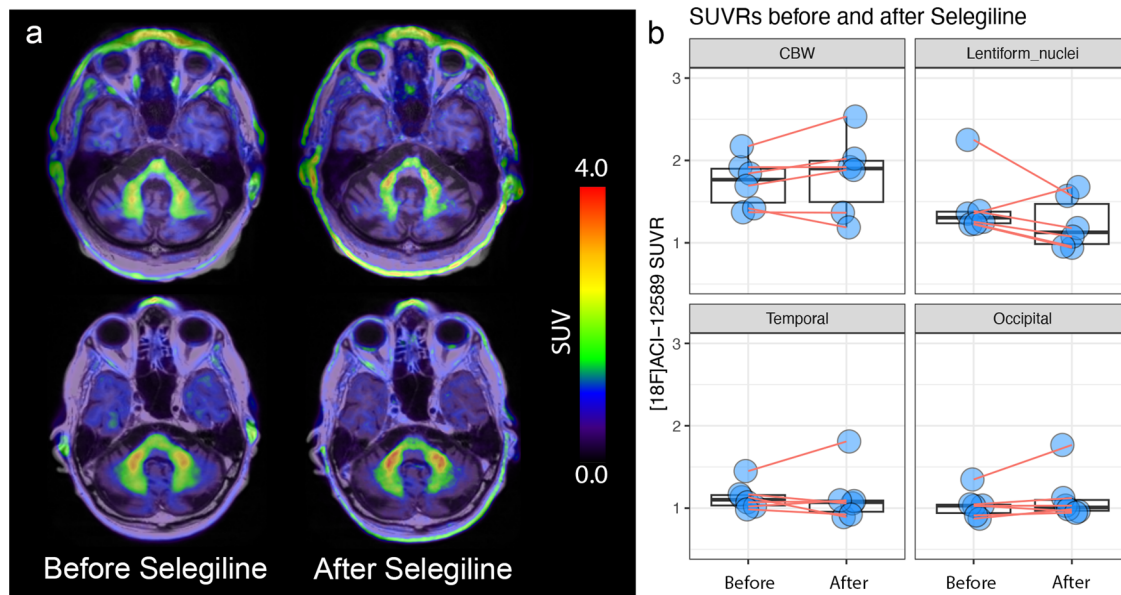 a
4.0
SUV
0.0
Before Selegiline
After Selegiline
b
SUVRs before and after Selegiline
CBW
Lentiform_nuclei
3
2
1
Temporal
Occipital
3
2
1
[18F]ACI-12589 SUVR
Before
After
Before
After